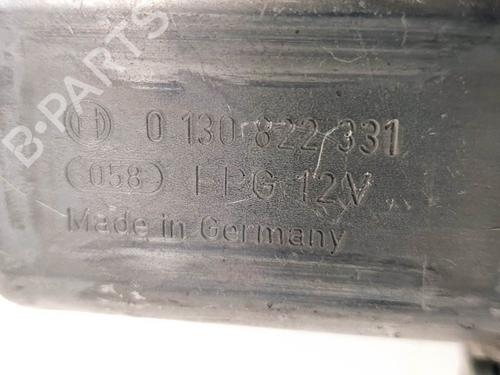 B-PARTS
0 130 822 331
058 FPG 12V
Made in Germany